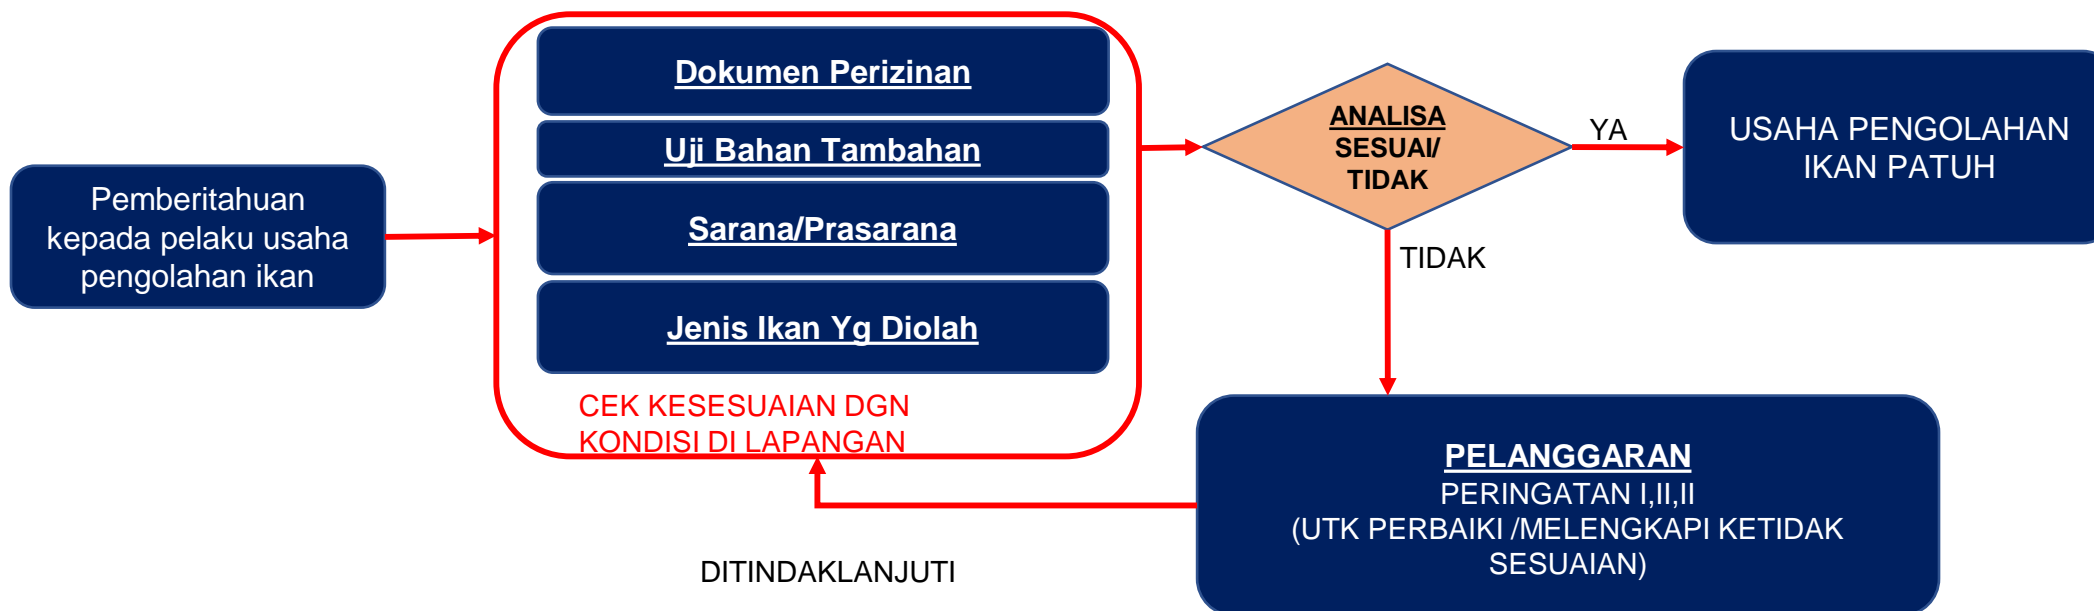 Pemberitahuan
kepada pelaku usaha
pengolahan ikan
Dokumen Perizinan
Uji Bahan Tambahan
Sarana/Prasarana
Jenis Ikan Yg Diolah
CEK KESESUAIAN DGN
KONDISI DI LAPANGAN
ANALISA
SESUAI/
TIDAK
YA
USAHA PENGOLAHAN
IKAN PATUH
TIDAK
PELANGGARAN
PERINGATAN I,II,II
(UTK PERBAIKI /MELENGKAPI KETIDAK
SESUAIAN)
DITINDAKLANJUTI